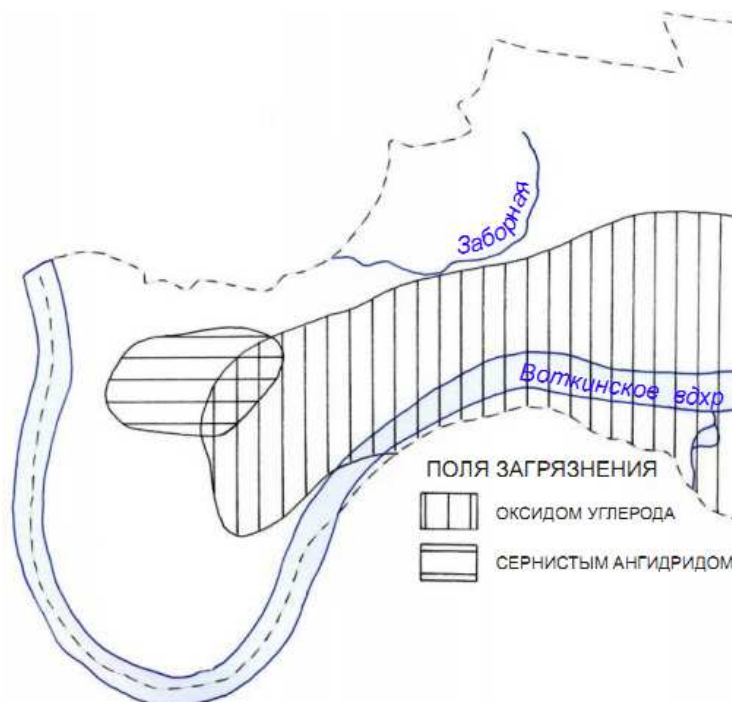 Заборная
Воткинское вдхр
ПОЛЯ ЗАГРЯЗНЕНИЯ
ОКСИДОМ УГЛЕРОДА
СЕРНИСТЫМ АНГИДРИДОМ